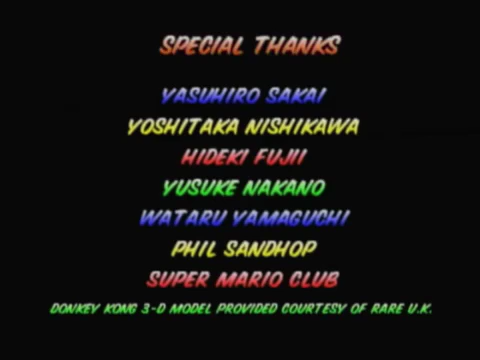 SPECIAL THANKS
YASUHIRO SAKAI
YOSHITAKA NISHIKAWA
HIDEKI FUJII
YUSUKE NAKANO
WATARU YAMAGUCHI
PHIL SANDHOP
SUPER MARIO CLUB
DONKEY KONG 3-D MODEL PROVIDED COURTESY OF RARE U.K.